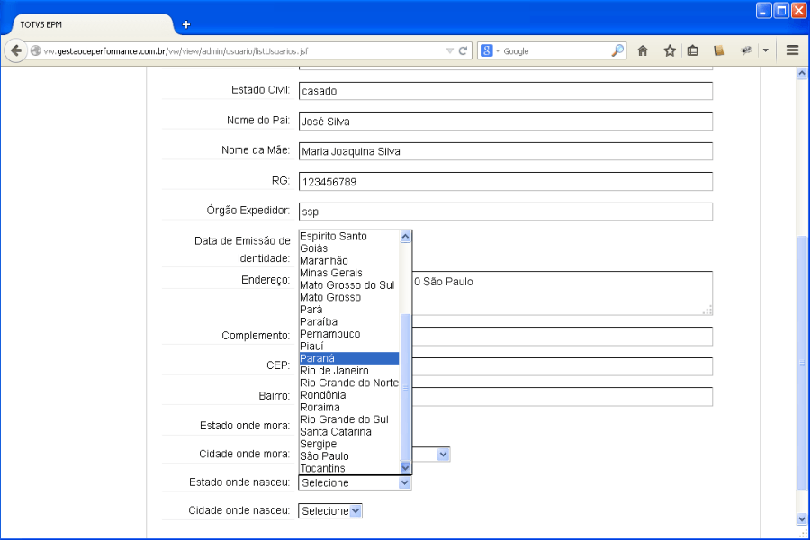 TOTVS EPM
vw.gestaoeperformance.com.br/vw/view/admin/usuario/listUsuarios.jsf
Google
Estado Civil: casado
Nome do Pai: José Silva
Nome da Mãe: Maria Joaquina Silva
RG: 123456789
Órgão Expedidor: ssp
Data de Emissão de
identidade:
Endereço: 0 São Paulo
Complemento:
CEP:
Bairro:
Estado onde mora:
Cidade onde mora:
Espirito Santo
Goiás
Maranhão
Minas Gerais
Mato Grosso do Sul
Mato Grosso
Pará
Paraíba
Pernambuco
Piauí
Paraná
Rio de Janeiro
Rio Grande do Norte
Rondônia
Roraima
Rio Grande do Sul
Santa Catarina
Sergipe
São Paulo
Tocantins
Estado onde nasceu: Selecione
Cidade onde nasceu: Selecione